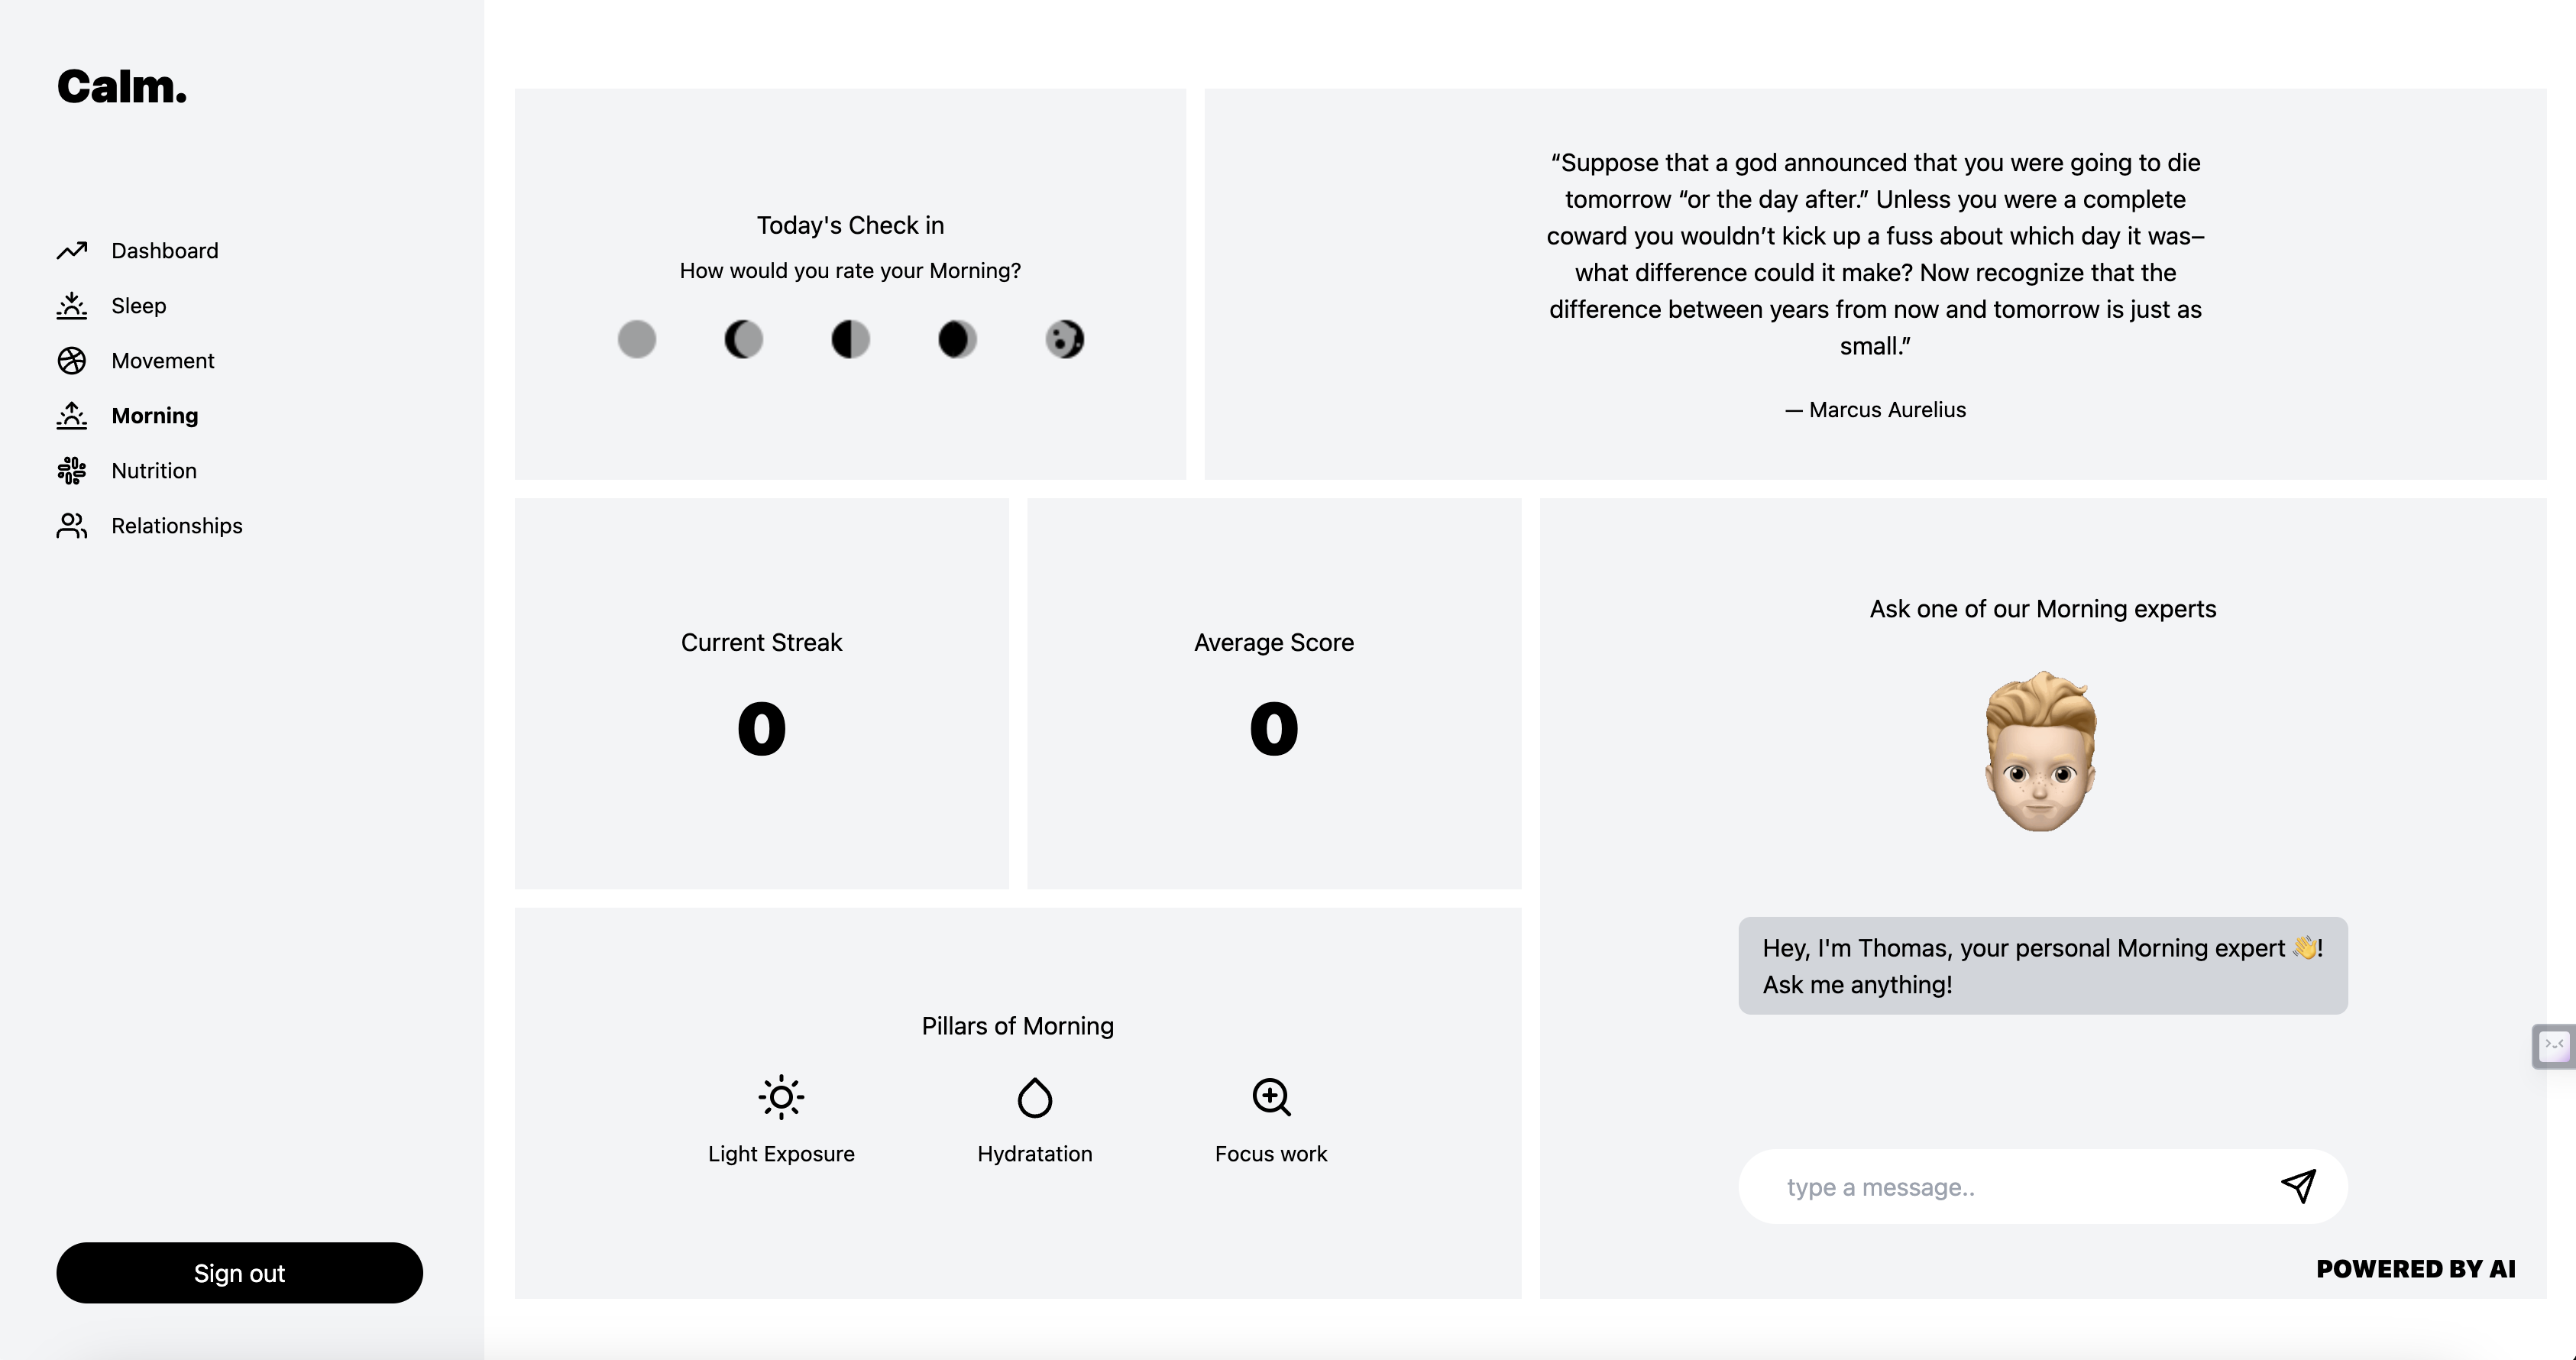 Calm.
Dashboard
Sleep
Movement
Morning
Nutrition
Relationships
Sign out
Today's Check in
How would you rate your Morning?
“Suppose that a god announced that you were going to die
tomorrow “or the day after.” Unless you were a complete
coward you wouldn’t kick up a fuss about which day it was–
what difference could it make? Now recognize that the
difference between years from now and tomorrow is just as
small.”
— Marcus Aurelius
Current Streak
0
Average Score
0
Pillars of Morning
Light Exposure
Hydratation
Focus work
Ask one of our Morning experts
Hey, I'm Thomas, your personal Morning expert 👋!
Ask me anything!
type a message..
POWERED BY AI